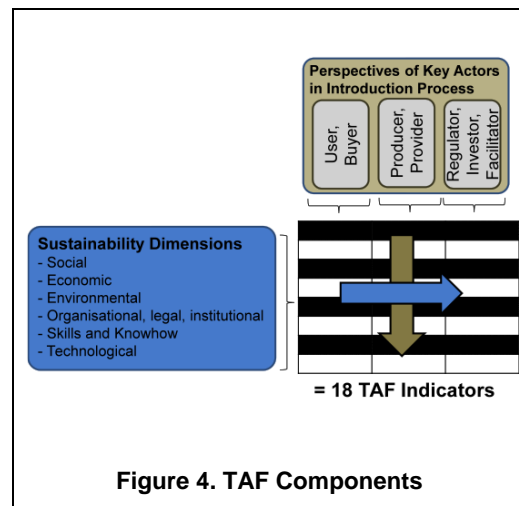 Perspectives of Key Actors
in Introduction Process
User,
Buyer
Producer,
Provider
Regulator,
Investor,
Facilitator
Sustainability Dimensions
- Social
- Economic
- Environmental
- Organisational, legal, institutional
- Skills and Knowhow
- Technological
= 18 TAF Indicators
Figure 4. TAF Components